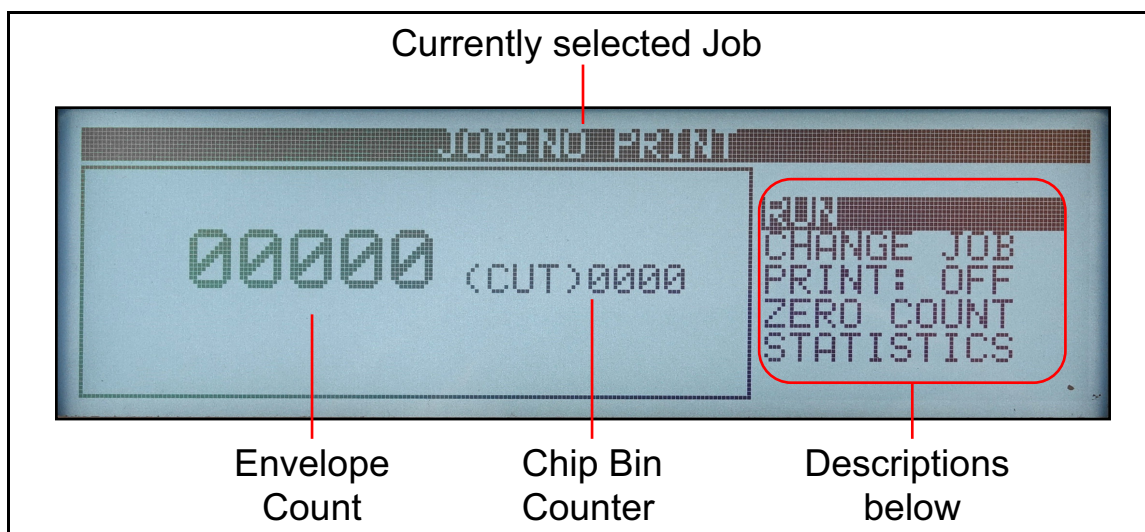 Currently selected Job
JOB:NO PRINT
00000 (CUT)0000
RUN
CHANGE JOB
PRINT: OFF
ZERO COUNT
STATISTICS
Envelope
Count
Chip Bin
Counter
Descriptions
below